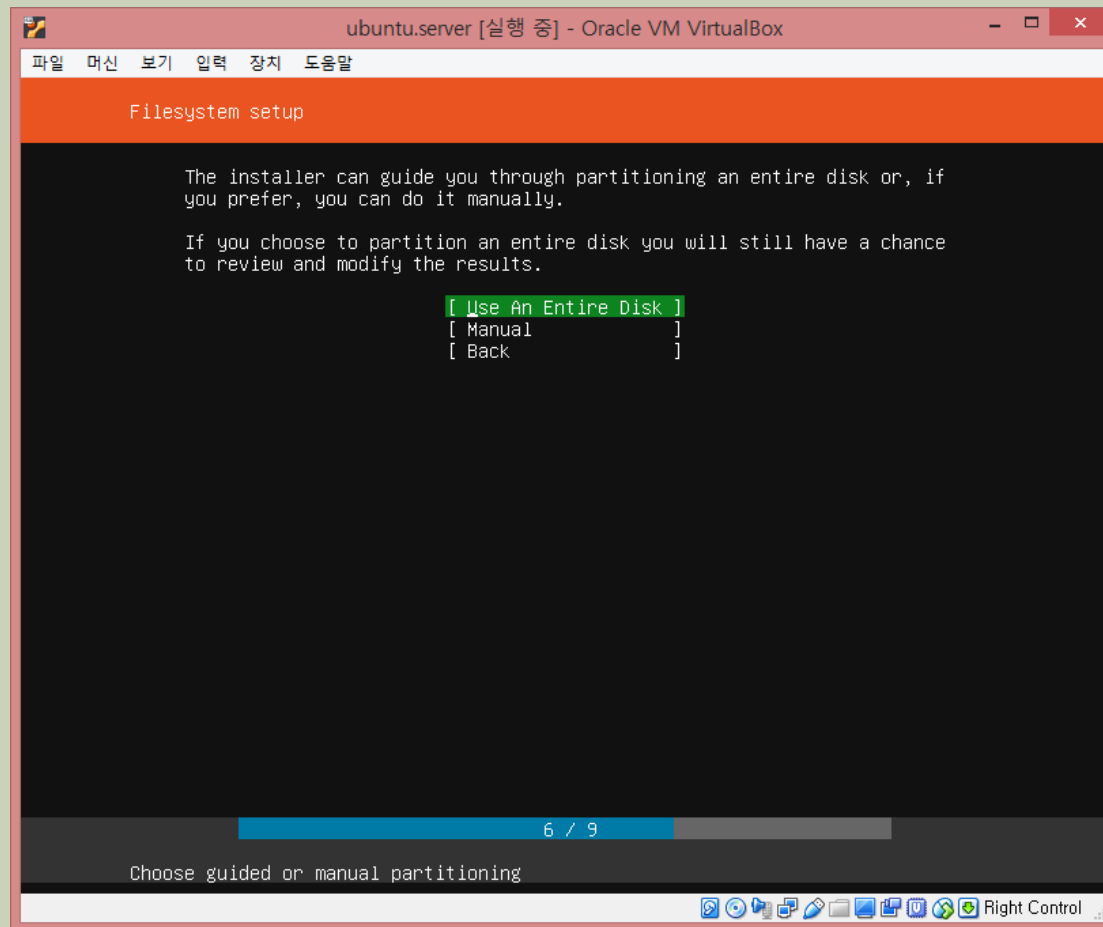 ubuntu.server [실행 중] - Oracle VM VirtualBox
파일 머신 보기 입력 장치 도움말
Filesystem setup
The installer can guide you through partitioning an entire disk or, if
you prefer, you can do it manually.
If you choose to partition an entire disk you will still have a chance
to review and modify the results.
[ Use An Entire Disk ]
[ Manual ]
[ Back ]
6 / 9
Choose guided or manual partitioning
Right Control